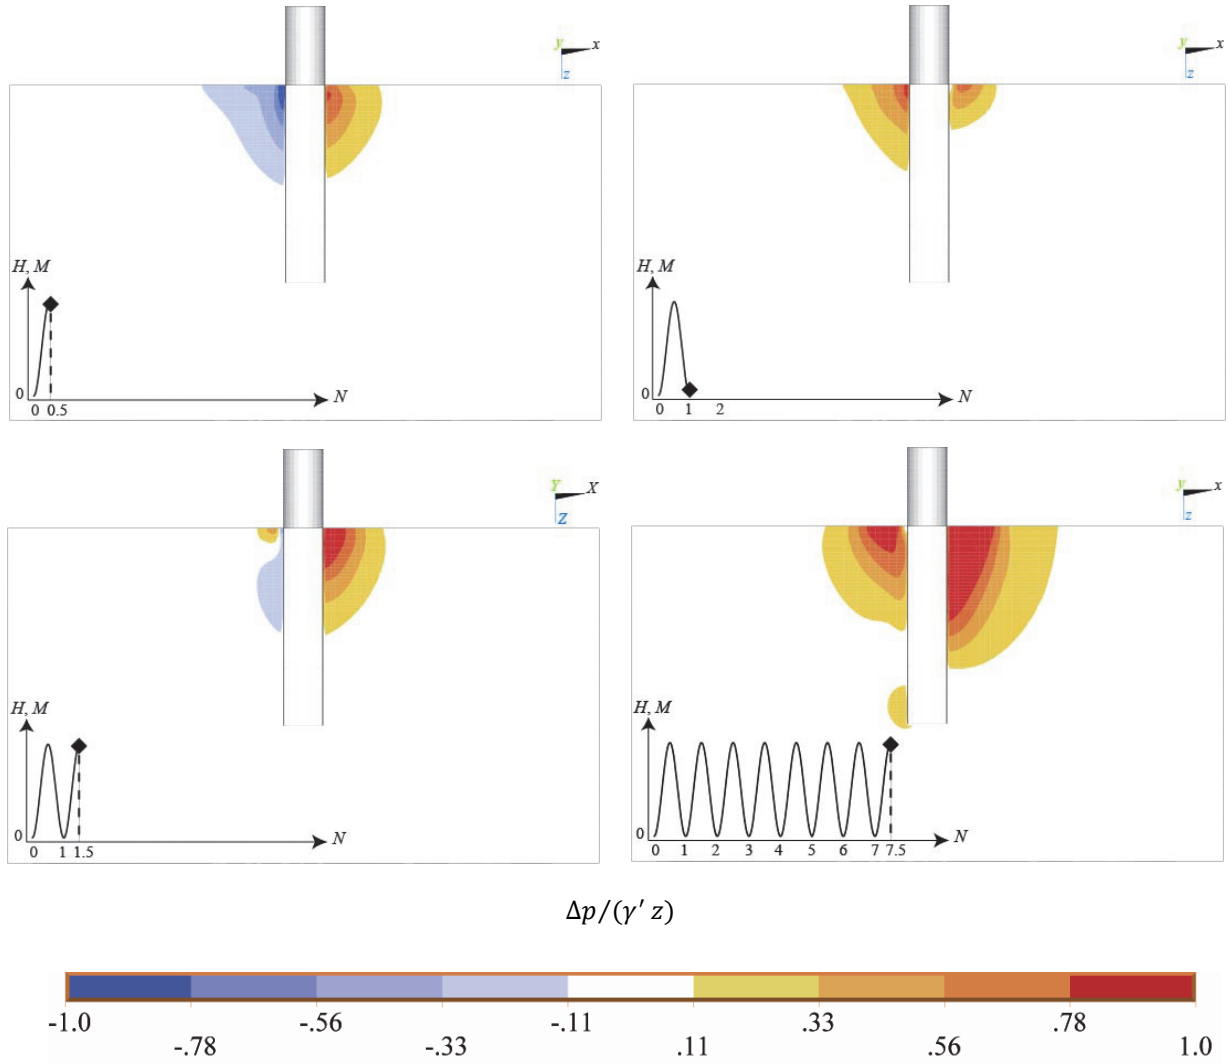 y x
z
H, M
0
0 0.5
N
y x
z
H, M
0
0 1 2
N
Y X
Z
H, M
0
0 1 1.5
N
y x
z
H, M
0
0 1 2 3 4 5 6 7 7.5
N
Δp/(γ′ z)
-1.0 -.56 -.11 .33 .78
-.78 -.33 .11 .56 1.0